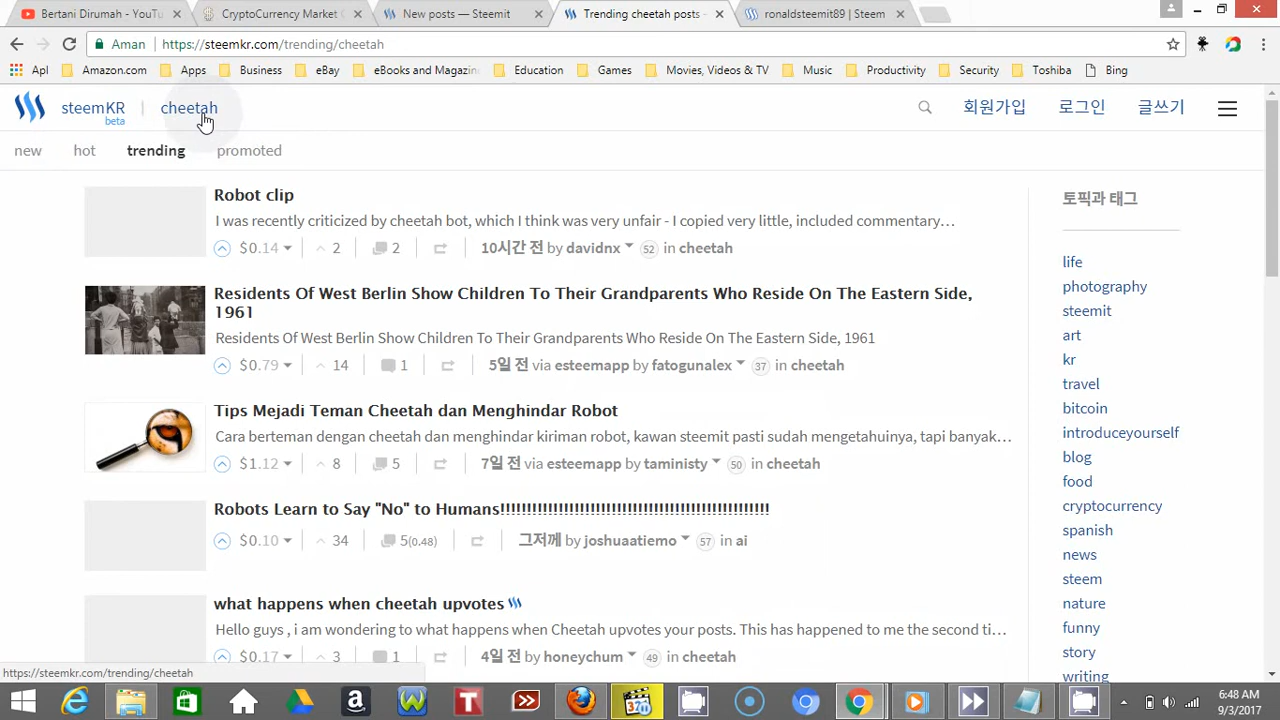 Bertani Dirumah - YouTu
CryptoCurrency Market
New posts — Steemit
Trending cheetah posts
ronaldsteemit89 | Steem
Aman
https://steemkr.com/trending/cheetah
Apl
Amazon.com
Apps
Business
eBay
eBooks and Magazin
Education
Games
Movies, Videos & TV
Music
Productivity
Security
Toshiba
Bing
steemKR
beta
cheetah
회원가입
로그인
글쓰기
new
hot
trending
promoted
Robot clip
I was recently criticized by cheetah bot, which I think was very unfair - I copied very little, included commentary…
$0.14 2 2 10시간 전 by davidnx 52 in cheetah
Residents Of West Berlin Show Children To Their Grandparents Who Reside On The Eastern Side,
1961
Residents Of West Berlin Show Children To Their Grandparents Who Reside On The Eastern Side, 1961
$0.79 14 1 5일 전 via esteemapp by fatogunalex 37 in cheetah
Tips Mejadi Teman Cheetah dan Menghindar Robot
Cara berteman dengan cheetah dan menghindar kiriman robot, kawan steemit pasti sudah mengetahuinya, tapi banyak…
$1.12 8 5 7일 전 via esteemapp by taministy 50 in cheetah
Robots Learn to Say "No" to Humans!!!!!!!!!!!!!!!!!!!!!!!!!!!!!!!!!!!!!!!!!!!!!!!!!!!!
$0.10 34 5(0.48) 그저께 by joshuaatiemo 57 in ai
what happens when cheetah upvotes
Hello guys , i am wondering to what happens when Cheetah upvotes your posts. This has happened to me the second ti…
$0.17 3 1 4일 전 by honeychum 49 in cheetah
토픽과 태그
life
photography
steemit
art
kr
travel
bitcoin
introduceyourself
blog
food
cryptocurrency
spanish
news
steem
nature
funny
story
writing
https://steemkr.com/trending/cheetah
6:48 AM
9/3/2017